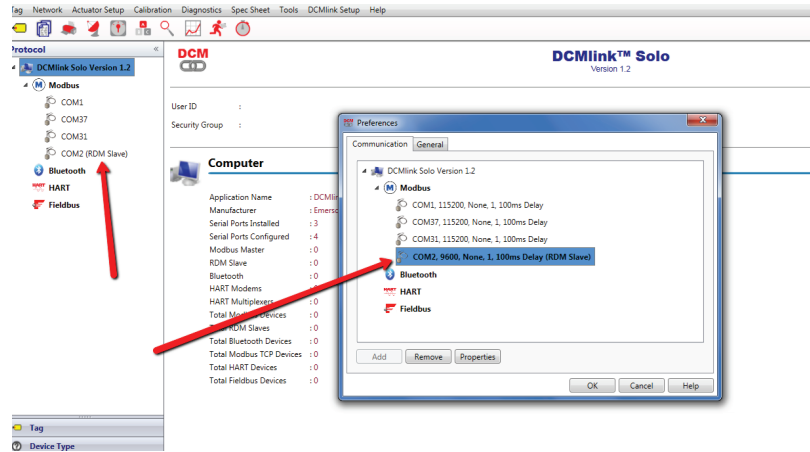 Tag Network Actuator Setup Calibration Diagnostics Spec Sheet Tools DCMlink Setup Help
Protocol «
DCMlink Solo Version 1.2
Modbus
COM1
COM37
COM31
COM2 (RDM Slave)
Bluetooth
HART
Fieldbus
Tag
Device Type
DCM
DCMlink™ Solo
Version 1.2
User ID :
Security Group :
Computer
Application Name : DCMlin
Manufacturer : Emerso
Serial Ports Installed : 3
Serial Ports Configured : 4
Modbus Master : 0
RDM Slave : 0
Bluetooth : 0
HART Modems : 0
HART Multiplexers : 0
Total Modbus Devices : 0
Total RDM Slaves : 0
Total Bluetooth Devices : 0
Total Modbus TCP Devices : 0
Total HART Devices : 0
Total Fieldbus Devices : 0
Preferences
Communication General
DCMlink Solo Version 1.2
Modbus
COM1, 115200, None, 1, 100ms Delay
COM37, 115200, None, 1, 100ms Delay
COM31, 115200, None, 1, 100ms Delay
COM2, 9600, None, 1, 100ms Delay (RDM Slave)
Bluetooth
HART
Fieldbus
Add Remove Properties
OK Cancel Help